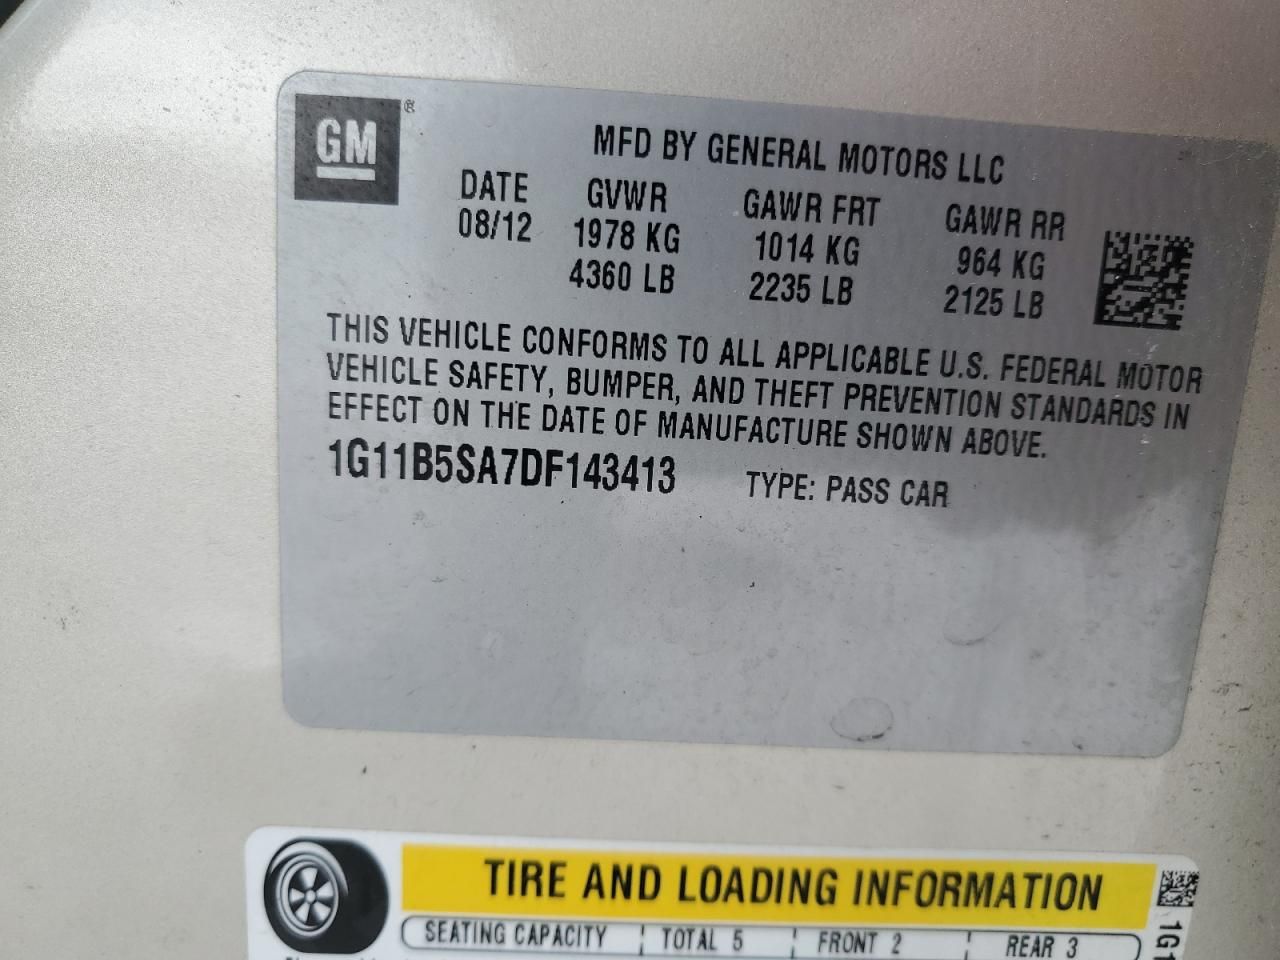 GM ®
MFD BY GENERAL MOTORS LLC
DATE GVWR GAWR FRT GAWR RR
08/12 1978 KG 1014 KG 964 KG
4360 LB 2235 LB 2125 LB
THIS VEHICLE CONFORMS TO ALL APPLICABLE U.S. FEDERAL MOTOR
VEHICLE SAFETY, BUMPER, AND THEFT PREVENTION STANDARDS IN
EFFECT ON THE DATE OF MANUFACTURE SHOWN ABOVE.
1G11B5SA7DF143413 TYPE: PASS CAR
TIRE AND LOADING INFORMATION
SEATING CAPACITY TOTAL 5 FRONT 2 REAR 3